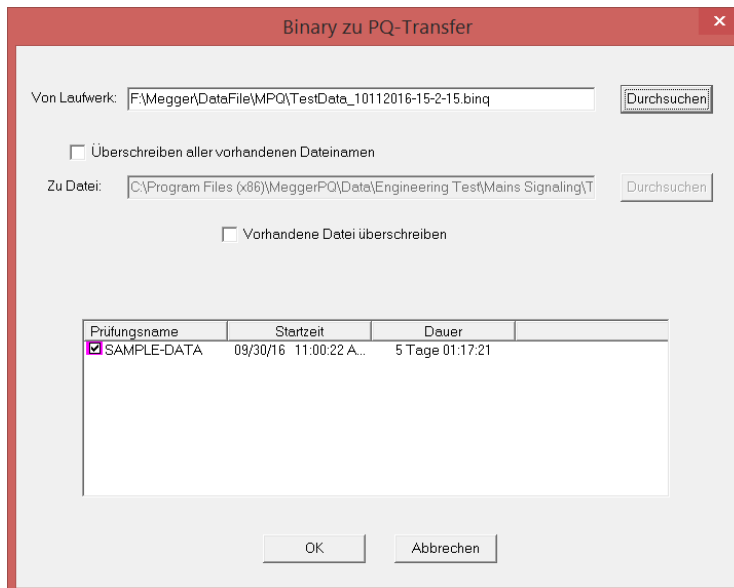 Binary zu PQ-Transfer
x
Von Laufwerk: F:\Megger\DataFile\MPQ\TestData_10112016-15-2-15.binq Durchsuchen
Überschreiben aller vorhandenen Dateinamen
Zu Datei: C:\Program Files (x86)\MeggerPQ\Data\Engineering Test\Mains Signaling\T Durchsuchen
Vorhandene Datei überschreiben
Prüfungsname Startzeit Dauer
SAMPLE-DATA 09/30/16 11:00:22 A... 5 Tage 01:17:21
OK Abbrechen